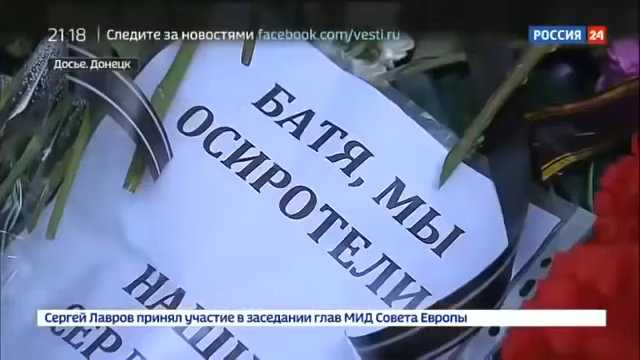 21:18 Следите за новостями facebook.com/vesti.ru
РОССИЯ 24
Досье. Донецк
БАТЯ, МЫ
ОСИРОТЕЛИ
Сергей Лавров принял участие в заседании глав МИД Совета Европы